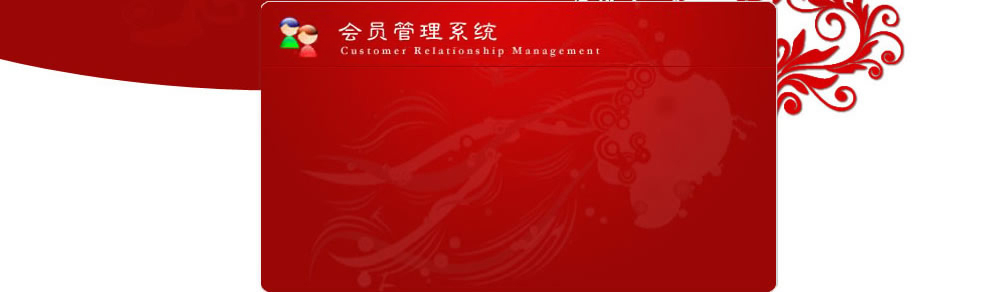 会员管理系统
Customer Relationship Management